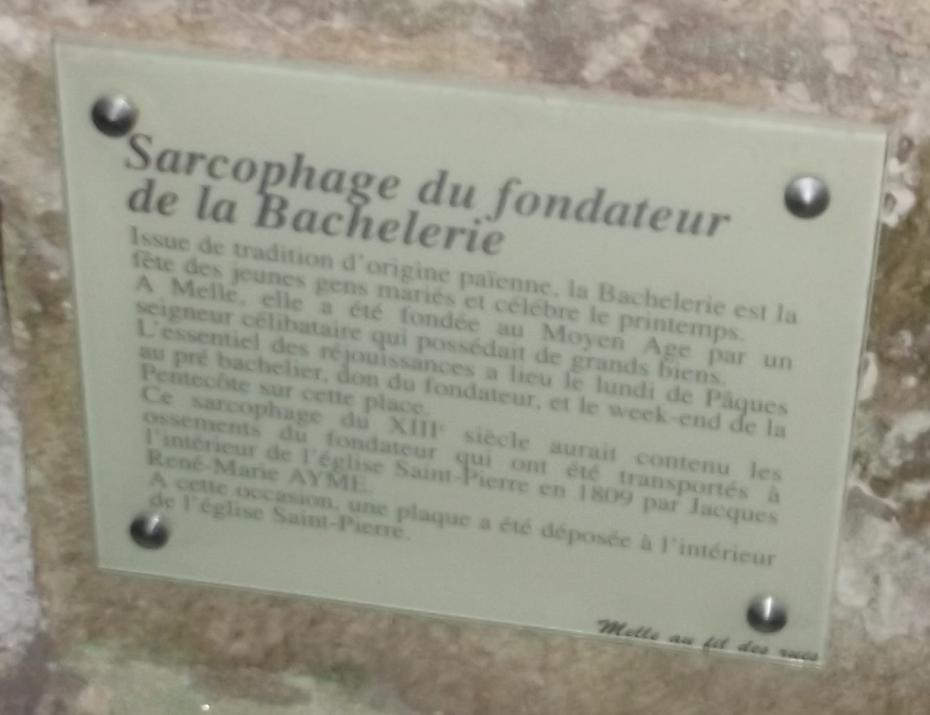 Sarcophage du fondateur
de la Bachelerie
Issue de tradition d'origine païenne, la Bachelerie est la
fête des jeunes gens mariés et célébre le printemps.
A Melle, elle a été fondée au Moyen Age par un
seigneur célibataire qui possédait de grands biens.
L'essentiel des réjouissances a lieu le lundi de Pâques
au pré bachelier, don du fondateur, et le week-end de la
Pentecôte sur cette place.
Ce sarcophage du XIIIe siècle aurait contenu les
ossements du fondateur qui ont été transportés à
l'intérieur de l'église Saint-Pierre en 1809 par Jacques
René-Marie AYME.
A cette occasion, une plaque a été déposée à l'intérieur
de l'église Saint-Pierre.
Melle au fil des rues